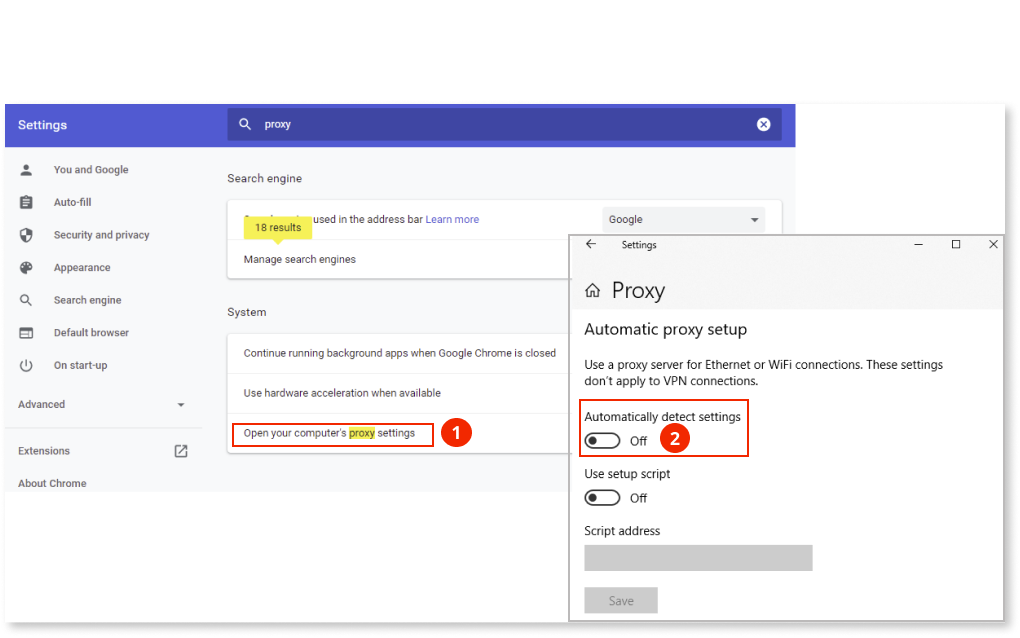 Settings
proxy
You and Google
Auto-fill
Security and privacy
Appearance
Search engine
Default browser
On start-up
Advanced
Extensions
About Chrome
Search engine
used in the address bar Learn more
Google
18 results
Manage search engines
System
Continue running background apps when Google Chrome is closed
Use hardware acceleration when available
Open your computer's proxy settings
1
Settings
Proxy
Automatic proxy setup
Use a proxy server for Ethernet or WiFi connections. These settings
don't apply to VPN connections.
Automatically detect settings
Off
2
Use setup script
Off
Script address
Save